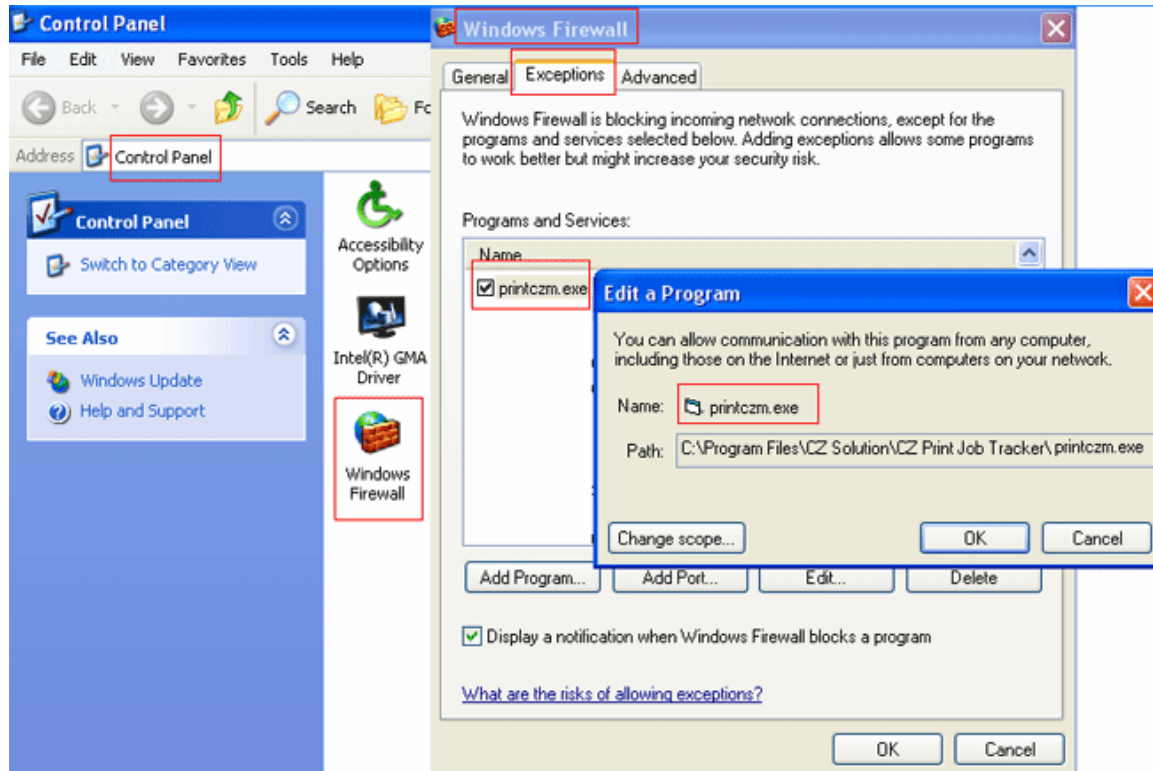 Control Panel
File Edit View Favorites Tools Help
Back Search Fo
Address Control Panel
Control Panel
Switch to Category View
See Also
Windows Update
Help and Support
Accessibility
Options
Intel(R) GMA
Driver
Windows
Firewall
Windows Firewall
General Exceptions Advanced
Windows Firewall is blocking incoming network connections, except for the
programs and services selected below. Adding exceptions allows some programs
to work better but might increase your security risk.
Programs and Services:
Name
printczm.exe
Edit a Program
You can allow communication with this program from any computer,
including those on the Internet or just from computers on your network.
Name: printczm.exe
Path: C:\Program Files\CZ Solution\CZ Print Job Tracker\ printczm.exe
Change scope... OK Cancel
Add Program... Add Port... Edit... Delete
Display a notification when Windows Firewall blocks a program
What are the risks of allowing exceptions?
OK Cancel